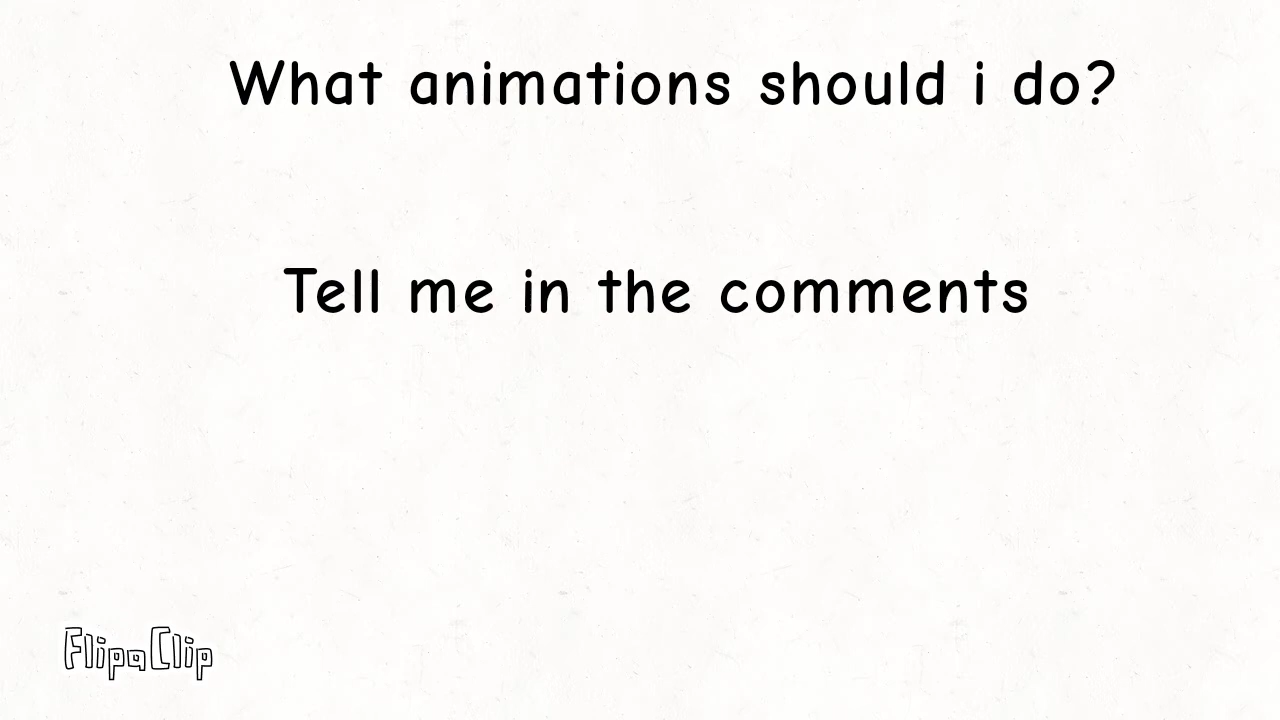 What animations should i do?
Tell me in the comments
FlipaClip